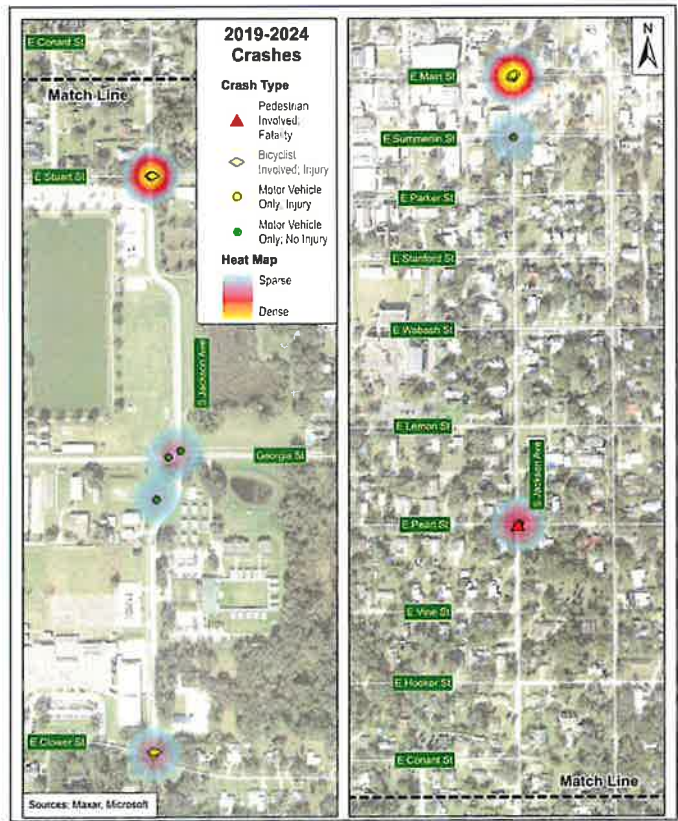 E Conant St
Match Line
E Stuart St
S Jackson Ave
Georgia St
E Clower St
Sources: Maxar, Microsoft
2019-2024
Crashes
Crash Type
Pedestrian
Involved;
Fatality
Bicyclist
Involved; Injury
Motor Vehicle
Only; Injury
Motor Vehicle
Only; No Injury
Heat Map
Sparse
Dense
N
E Main St
E Summerlin St
E Parker St
E Stanford St
E Wabash St
E Lemon St
S Jackson Ave
E Pearl St
E Vine St
E Hooker St
E Conant St
Match Line